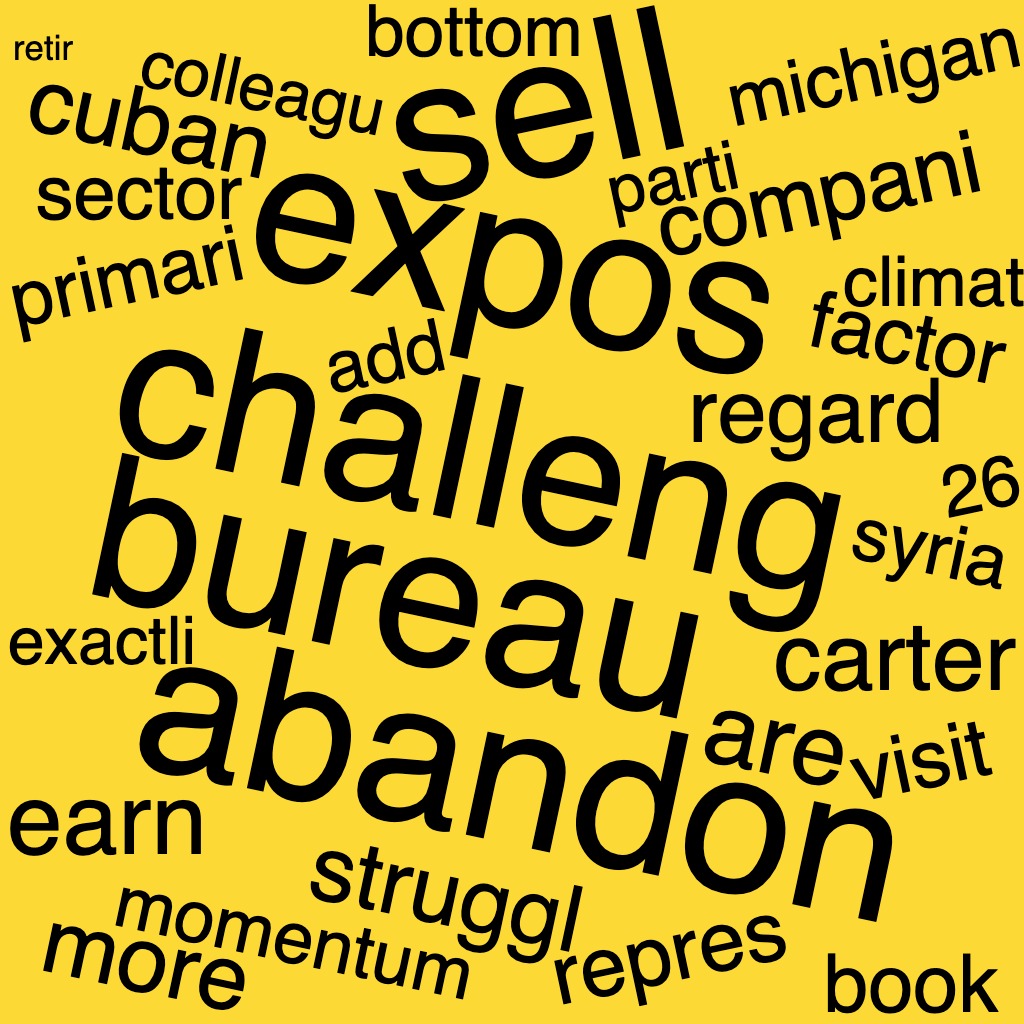 bottom
retir
sell
michigan
colleagu
cuban
parti
sector
compani
expos
primari
climat
factor
add
challeng
regard
26
syria
bureau
exactli
carter
abandon
are
visit
earn
struggl
momentum
more
repres
book